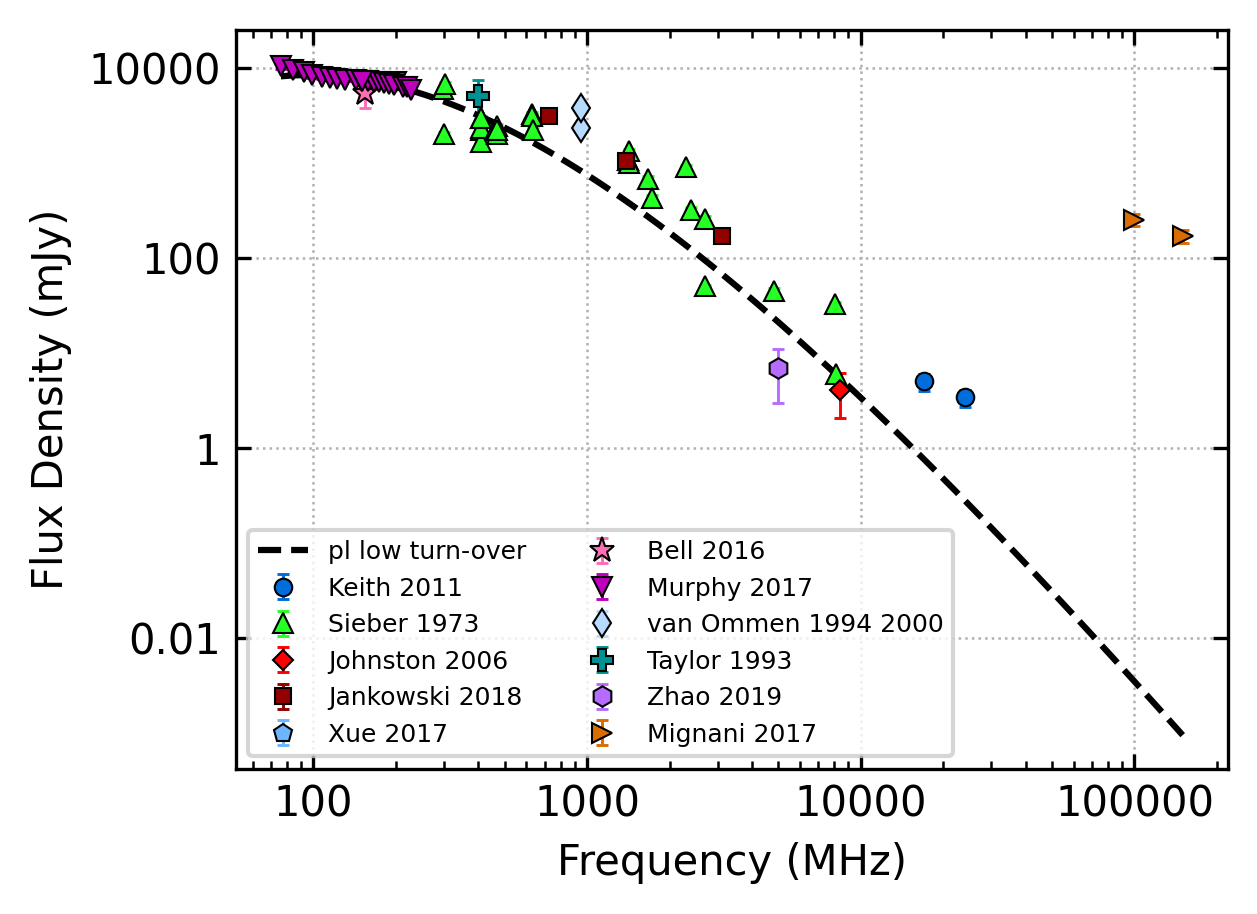 10000
100
1
0.01
Flux Density (mJy)
pl low turn-over
Keith 2011
Sieber 1973
Johnston 2006
Jankowski 2018
Xue 2017
Bell 2016
Murphy 2017
van Ommen 1994 2000
Taylor 1993
Zhao 2019
Mignani 2017
100 1000 10000 100000
Frequency (MHz)